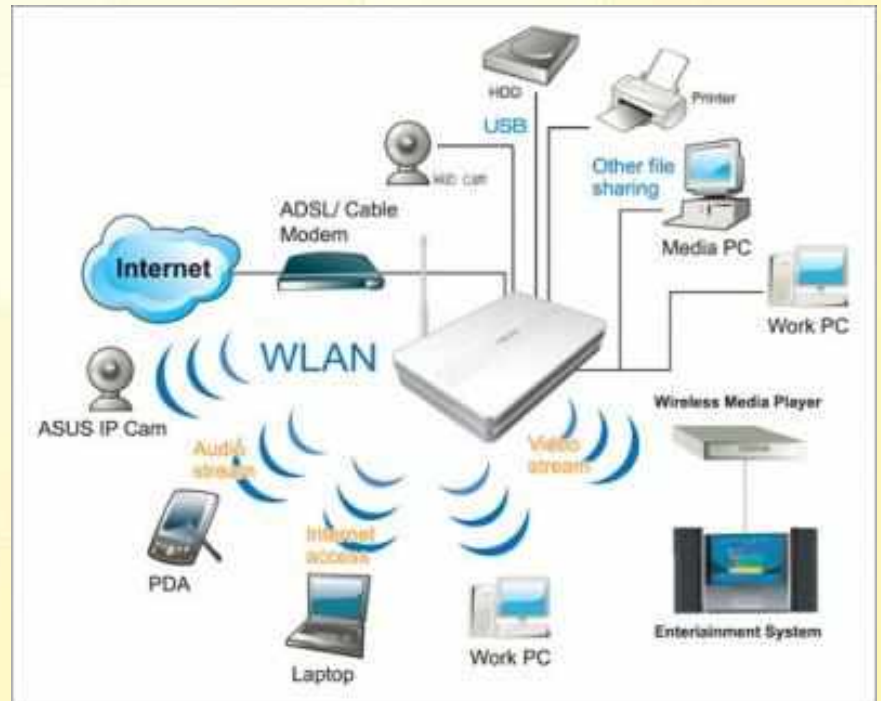 HDD
Printer
USB
Other file
sharing
ADSL/ Cable
Modem
Media PC
Internet
Work PC
WLAN
Wireless Media Player
ASUS IP Cam
Audio
stream
Video
stream
Internet
access
PDA
Laptop
Work PC
Entertainment System